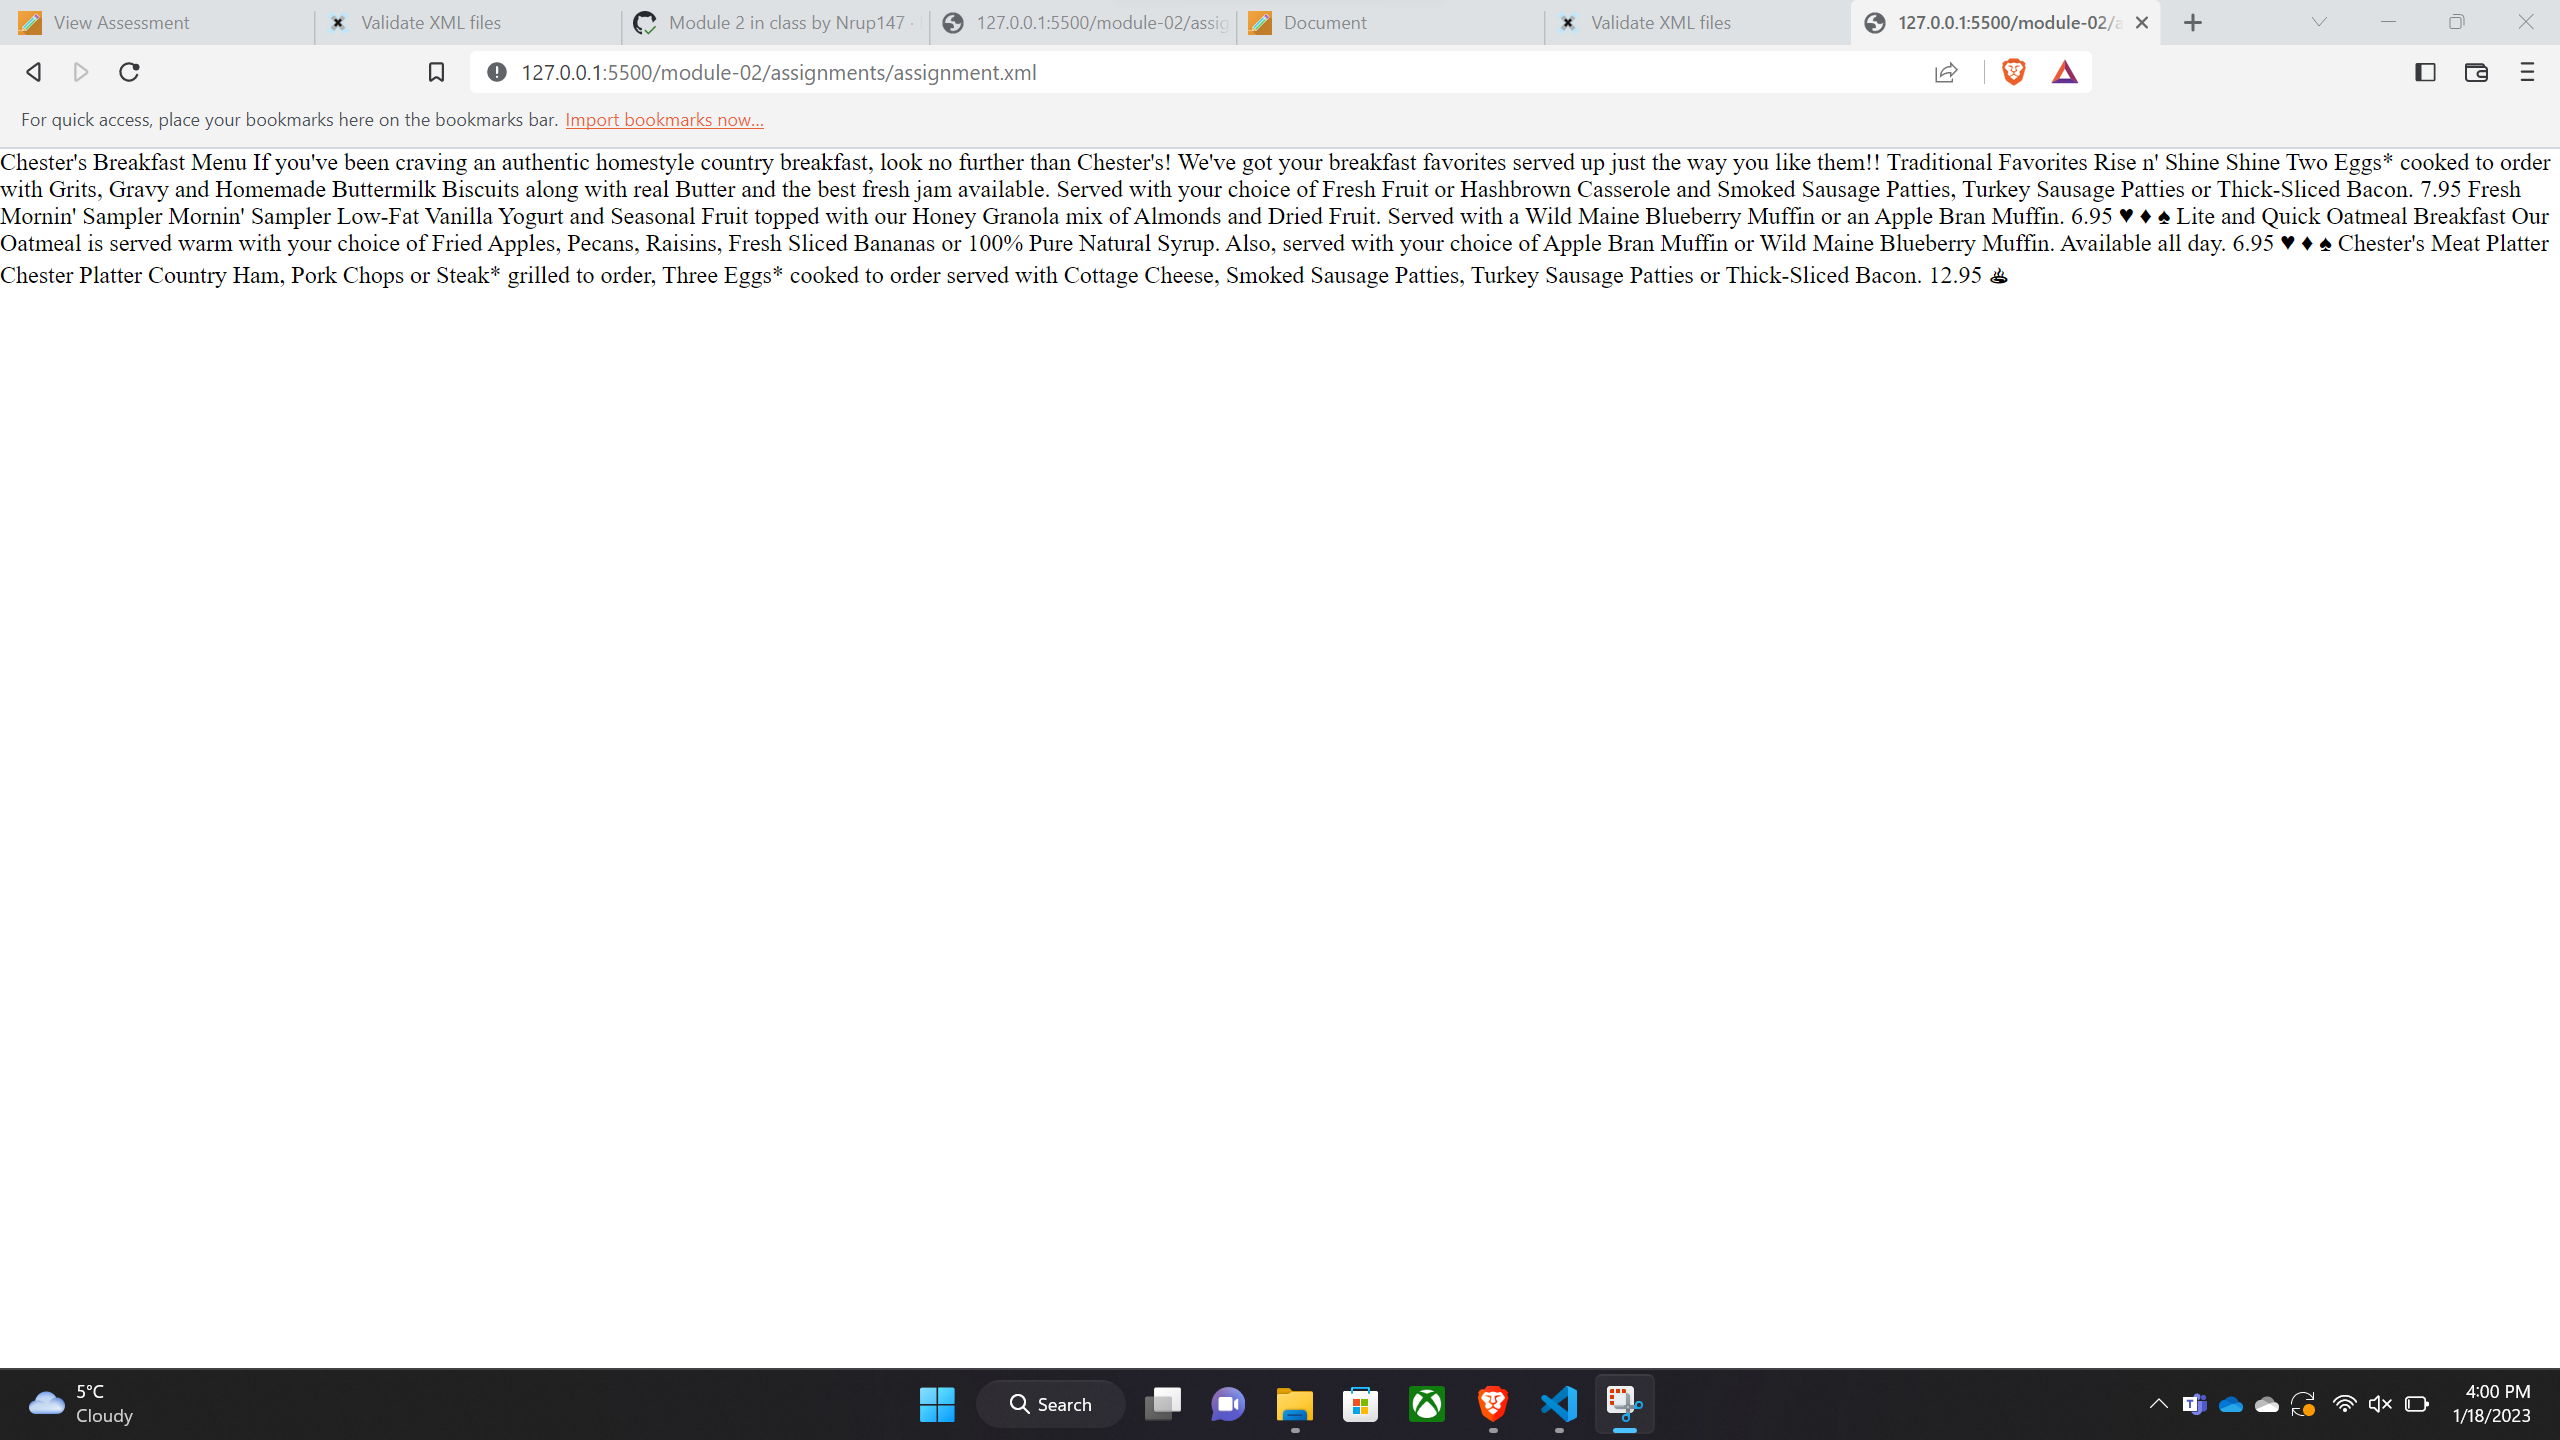 View Assessment
Validate XML files
Module 2 in class by Nrup147 ·
127.0.0.1:5500/module-02/assig
Document
Validate XML files
127.0.0.1:5500/module-02/a
127.0.0.1:5500/module-02/assignments/assignment.xml
For quick access, place your bookmarks here on the bookmarks bar. Import bookmarks now...
Chester's Breakfast Menu If you've been craving an authentic homestyle country breakfast, look no further than Chester's! We've got your breakfast favorites served up just the way you like them!! Traditional Favorites Rise n' Shine Shine Two Eggs* cooked to order
with Grits, Gravy and Homemade Buttermilk Biscuits along with real Butter and the best fresh jam available. Served with your choice of Fresh Fruit or Hashbrown Casserole and Smoked Sausage Patties, Turkey Sausage Patties or Thick-Sliced Bacon. 7.95 Fresh
Mornin' Sampler Mornin' Sampler Low-Fat Vanilla Yogurt and Seasonal Fruit topped with our Honey Granola mix of Almonds and Dried Fruit. Served with a Wild Maine Blueberry Muffin or an Apple Bran Muffin. 6.95 ♥ ♦ ♠ Lite and Quick Oatmeal Breakfast Our
Oatmeal is served warm with your choice of Fried Apples, Pecans, Raisins, Fresh Sliced Bananas or 100% Pure Natural Syrup. Also, served with your choice of Apple Bran Muffin or Wild Maine Blueberry Muffin. Available all day. 6.95 ♥ ♦ ♠ Chester's Meat Platter
Chester Platter Country Ham, Pork Chops or Steak* grilled to order, Three Eggs* cooked to order served with Cottage Cheese, Smoked Sausage Patties, Turkey Sausage Patties or Thick-Sliced Bacon. 12.95 ♨
5°C
Cloudy
Search
4:00 PM
1/18/2023